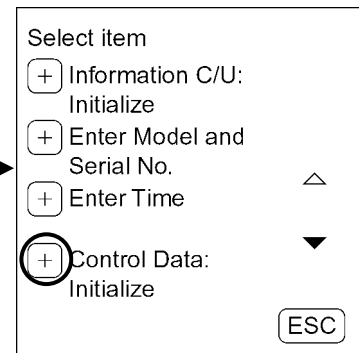 Select item
+ Information C/U:
Initialize
+ Enter Model and
Serial No.
+ Enter Time
+ Control Data:
Initialize
ESC